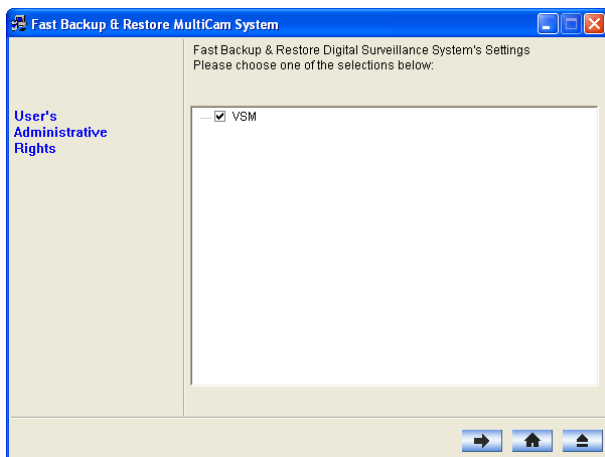 Fast Backup & Restore MultiCam System
Fast Backup & Restore Digital Surveillance System's Settings
Please choose one of the selections below:
User's
Administrative
Rights
VSM